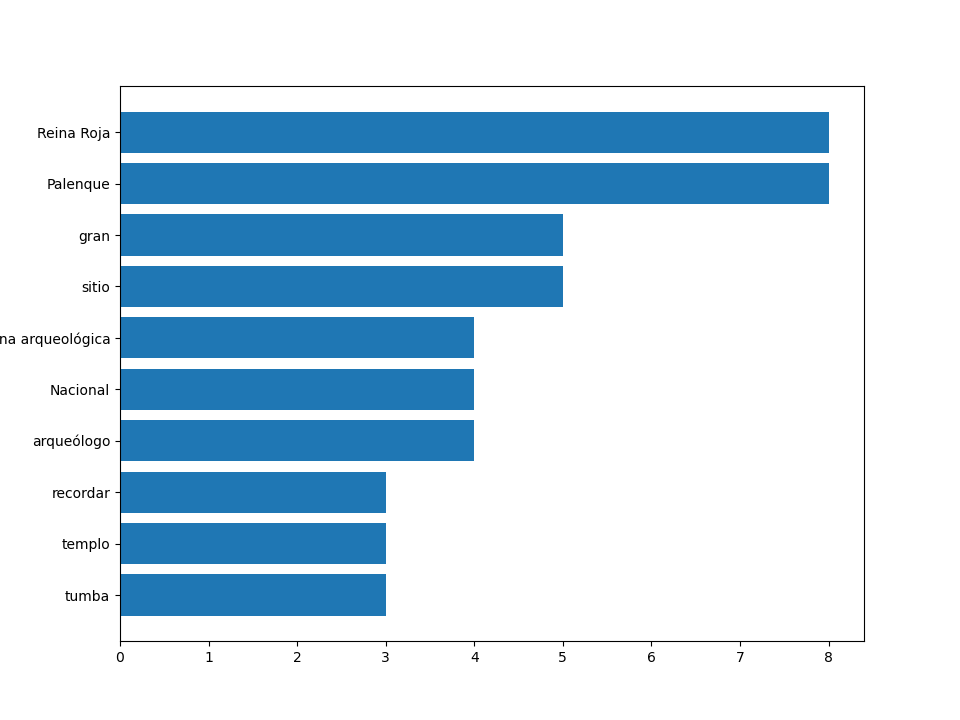 Reina Roja
Palenque
gran
sitio
na arqueológica
Nacional
arqueólogo
recordar
templo
tumba
0 1 2 3 4 5 6 7 8